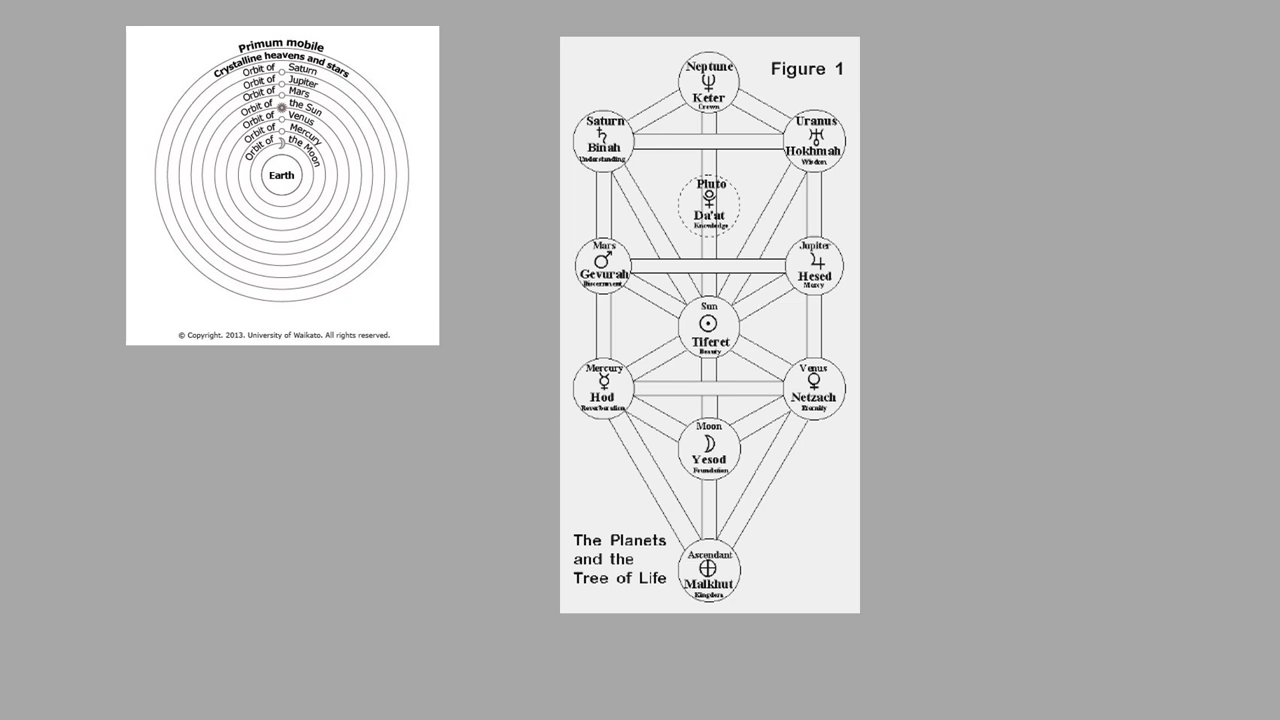 Primum mobile
Crystalline heavens and stars
Orbit of Saturn
Orbit of Jupiter
Orbit of Mars
Orbit of the Sun
Orbit of Venus
Orbit of Mercury
Orbit of the Moon
Earth
© Copyright. 2013. University of Waikato. All rights reserved.
Figure 1
Neptune
Keter
Crown
Saturn
Binah
Understanding
Uranus
Hokhmah
Wisdom
Pluto
Da'at
Knowledge
Mars
Gevurah
Discernment
Jupiter
Hesed
Mercy
Sun
Tiferet
Beauty
Mercury
Hod
Reverberation
Venus
Netzach
Eternity
Moon
Yesod
Foundation
The Planets
and the
Tree of Life
Ascendant
Malkhut
Kingdom